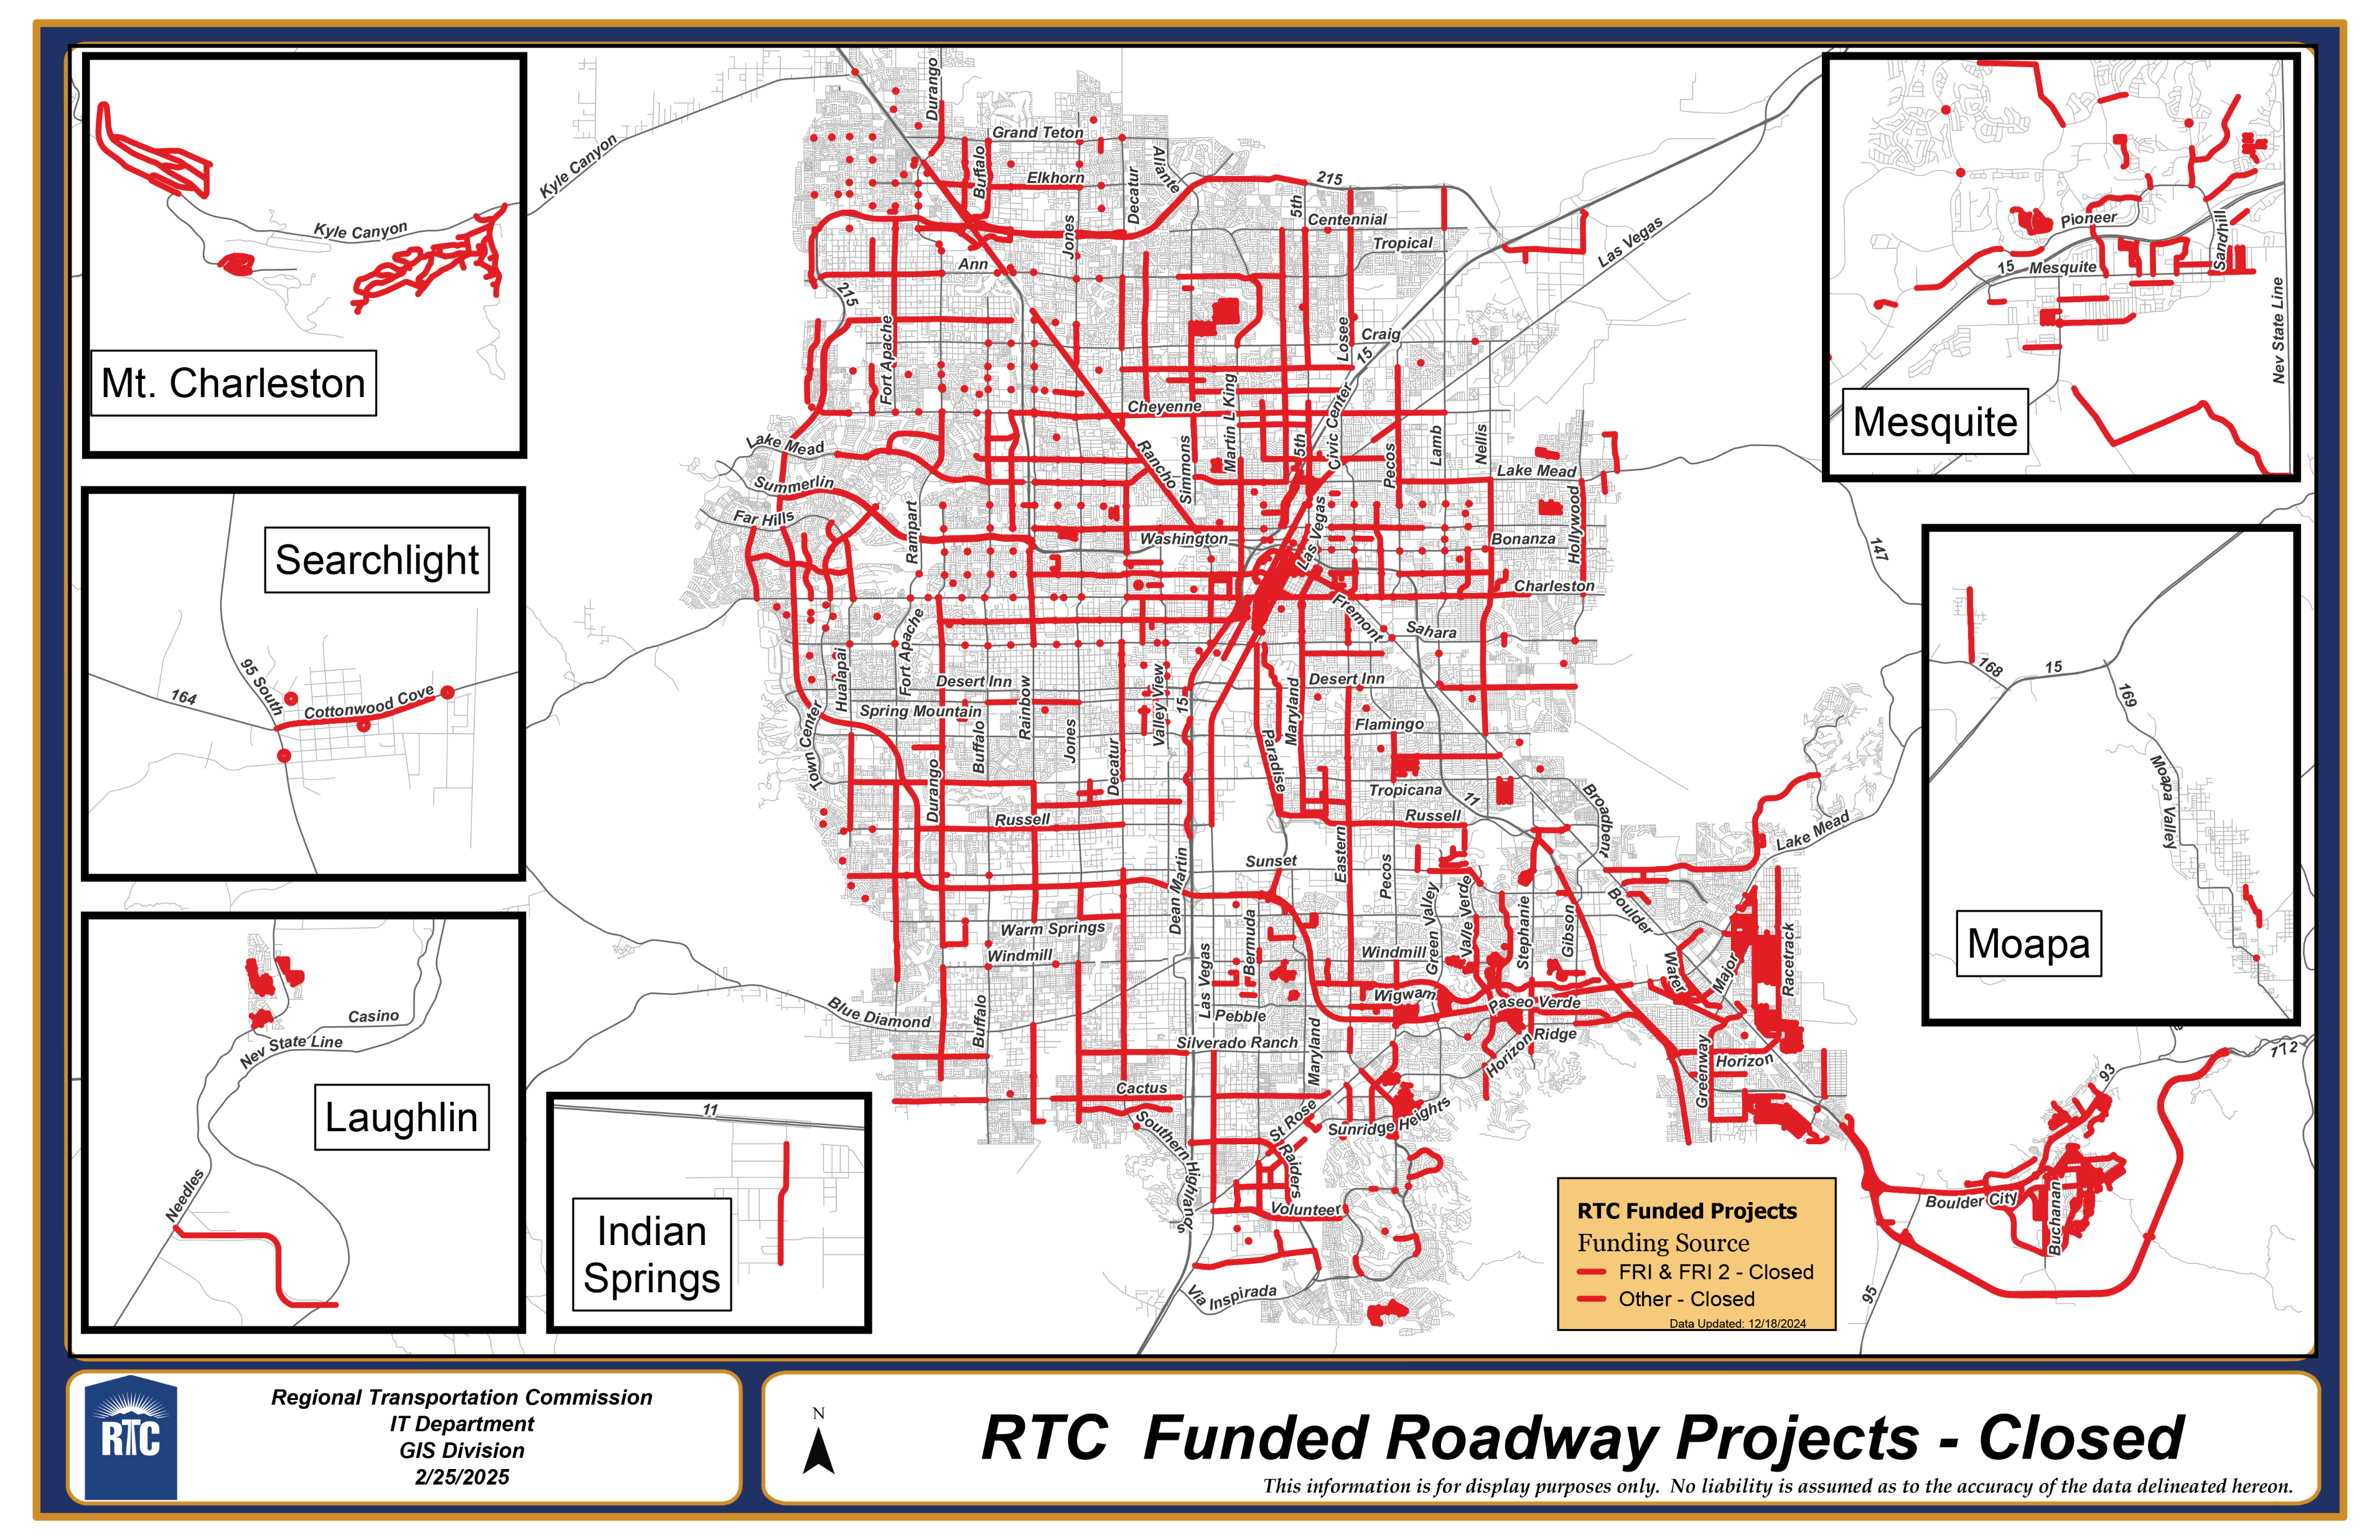 Mt. Charleston
Kyle Canyon
Searchlight
164
95 South
Cottonwood Cove
Laughlin
Casino
Nev State Line
Needles
Indian
Springs
11
Mesquite
Pioneer
15
Mesquite
Sandhill
Nev State Line
Moapa
168
15
169
Moapa Valley
Kyle Canyon
Durango
Grand Teton
Buffalo
Elkhorn
Decatur
Aliante
215
5th
Centennial
Jones
Tropical
Las Vegas
Ann
215
Fort Apache
Losee
Craig
15
Cheyenne
Martin L King
Civic Center
Lake Mead
Rancho
Simmons
5th
Pecos
Lamb
Nellis
Lake Mead
Summerlin
Far Hills
Rampart
Las Vegas
Washington
Bonanza
Hollywood
147
Charleston
Fremont
Sahara
Hualapai
Fort Apache
Desert Inn
Desert Inn
Rainbow
Valley View
15
Maryland
Spring Mountain
Flamingo
Town Center
Buffalo
Jones
Decatur
Paradise
Durango
Tropicana
11
Broadbent
Russell
Russell
Lake Mead
Sunset
Eastern
Pecos
Dean Martin
Green Valley
Valle Verde
Stephanie
Gibson
Boulder
Warm Springs
Bermuda
Windmill
Windmill
Water
Major
Racetrack
Las Vegas
Wigwam
Paseo Verde
Blue Diamond
Buffalo
Pebble
Silverado Ranch
Maryland
Horizon Ridge
Horizon
Greenway
Cactus
St Rose
Sunridge Heights
Southern Highlands
Raiders
Volunteer
Via Inspirada
93
172
Boulder City
Buchanan
95
RTC Funded Projects
Funding Source
FRI & FRI 2 - Closed
Other - Closed
Data Updated: 12/18/2024
RTC
Regional Transportation Commission
IT Department
GIS Division
2/25/2025
N
RTC Funded Roadway Projects - Closed
This information is for display purposes only. No liability is assumed as to the accuracy of the data delineated hereon.